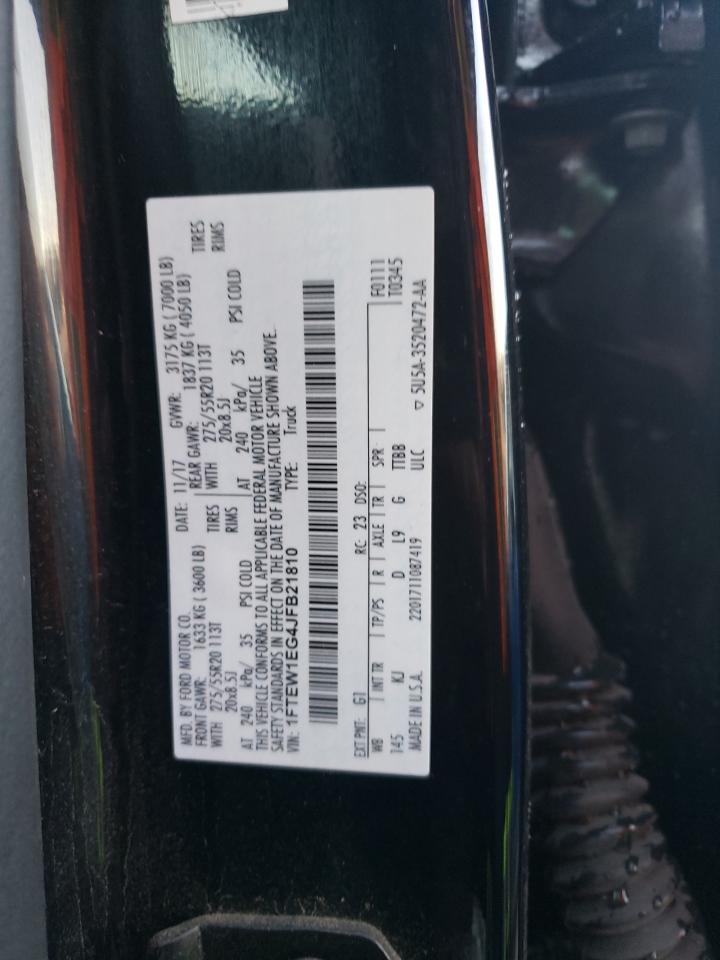 MFD. BY FORD MOTOR CO.
DATE: 11/17 GVWR: 3175 KG ( 7000 LB)
FRONT GAWR: 1633 KG ( 3600 LB)
REAR GAWR: 1837 KG ( 4050 LB)
WITH 275/55R20 113T TIRES
WITH 275/55R20 113T TIRES
20x8.5J RIMS
20x8.5J RIMS
AT 240 kPa/ 35 PSI COLD
AT 240 kPa/ 35 PSI COLD
THIS VEHICLE CONFORMS TO ALL APPLICABLE FEDERAL MOTOR VEHICLE
SAFETY STANDARDS IN EFFECT ON THE DATE OF MANUFACTURE SHOWN ABOVE.
VIN: 1FTEW1EG4JFB21810 TYPE: Truck
EXT PNT: G1 RC: 23 DSO: F0111
WB INT TR TP/PS R AXLE TR SPR T0345
145 KJ D L9 G TTBB
MADE IN U.S.A. 2201711087419 ULC ▽ 5U5A-3520472-AA